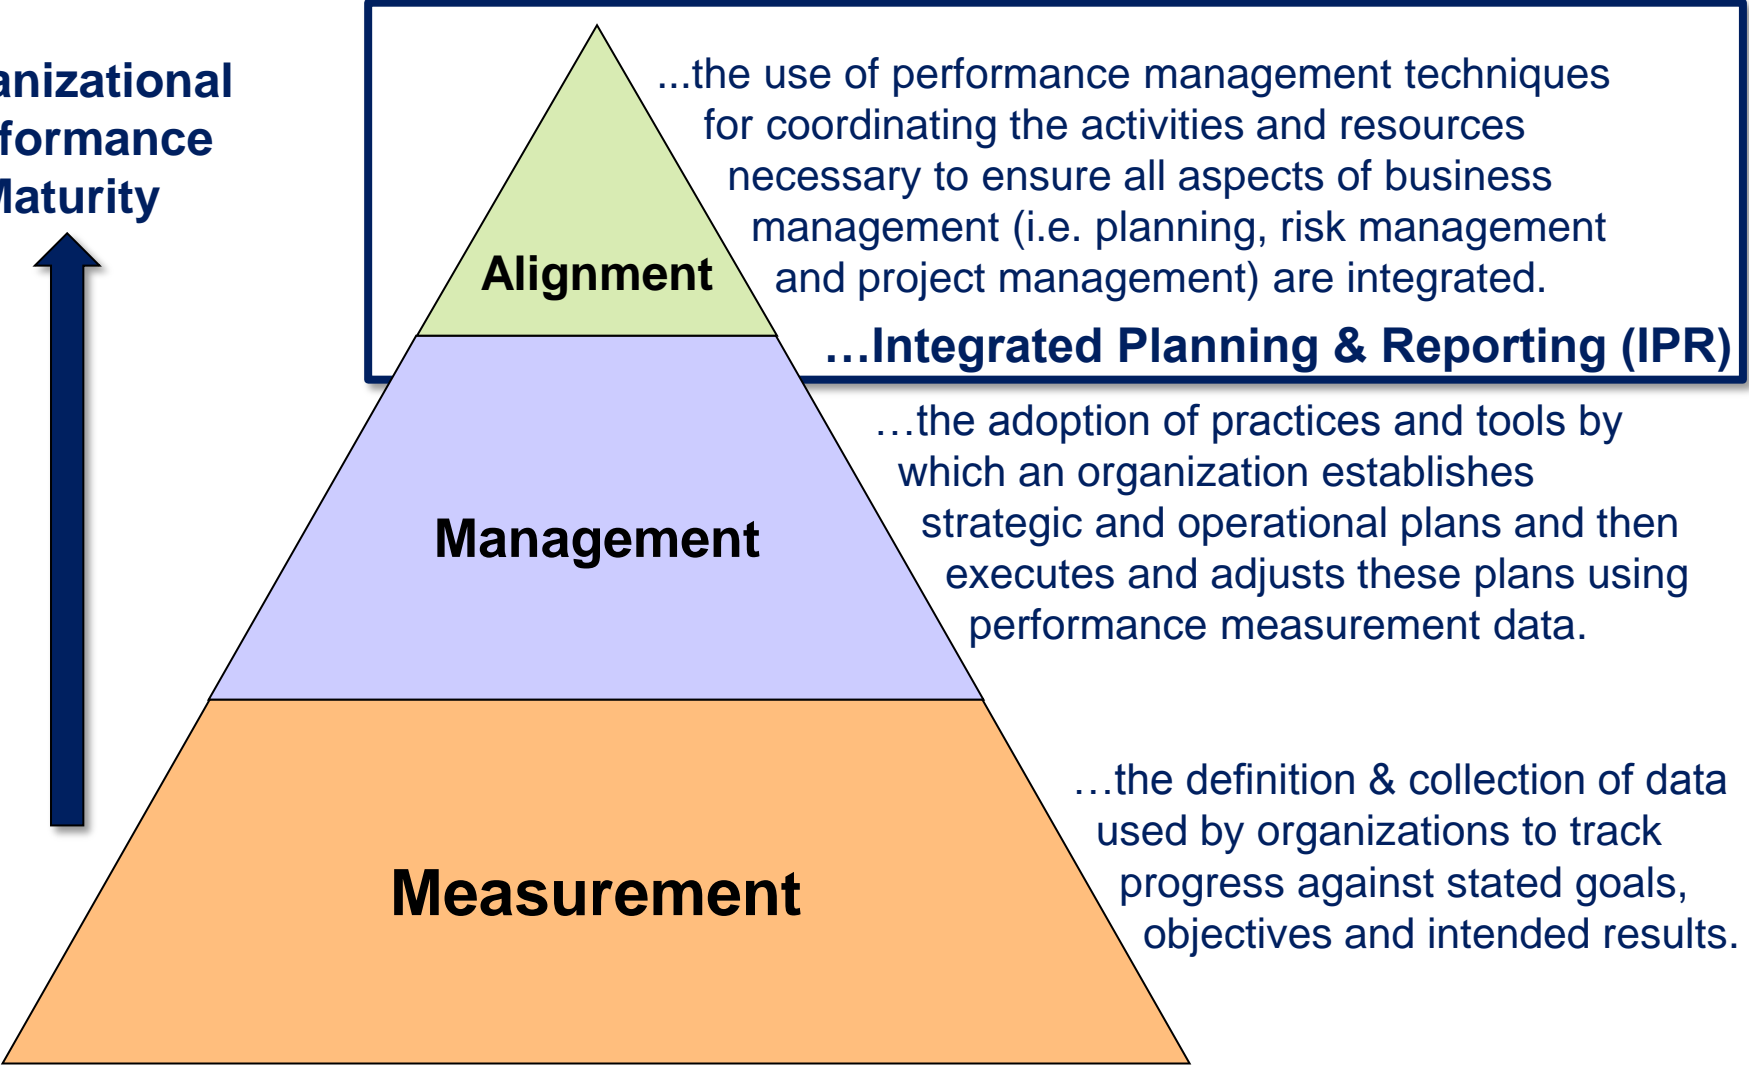 anizational
formance
Maturity
...the use of performance management techniques
for coordinating the activities and resources
necessary to ensure all aspects of business
management (i.e. planning, risk management
and project management) are integrated.
Alignment
…Integrated Planning & Reporting (IPR)
…the adoption of practices and tools by
which an organization establishes
strategic and operational plans and then
executes and adjusts these plans using
performance measurement data.
Management
…the definition & collection of data
used by organizations to track
progress against stated goals,
objectives and intended results.
Measurement